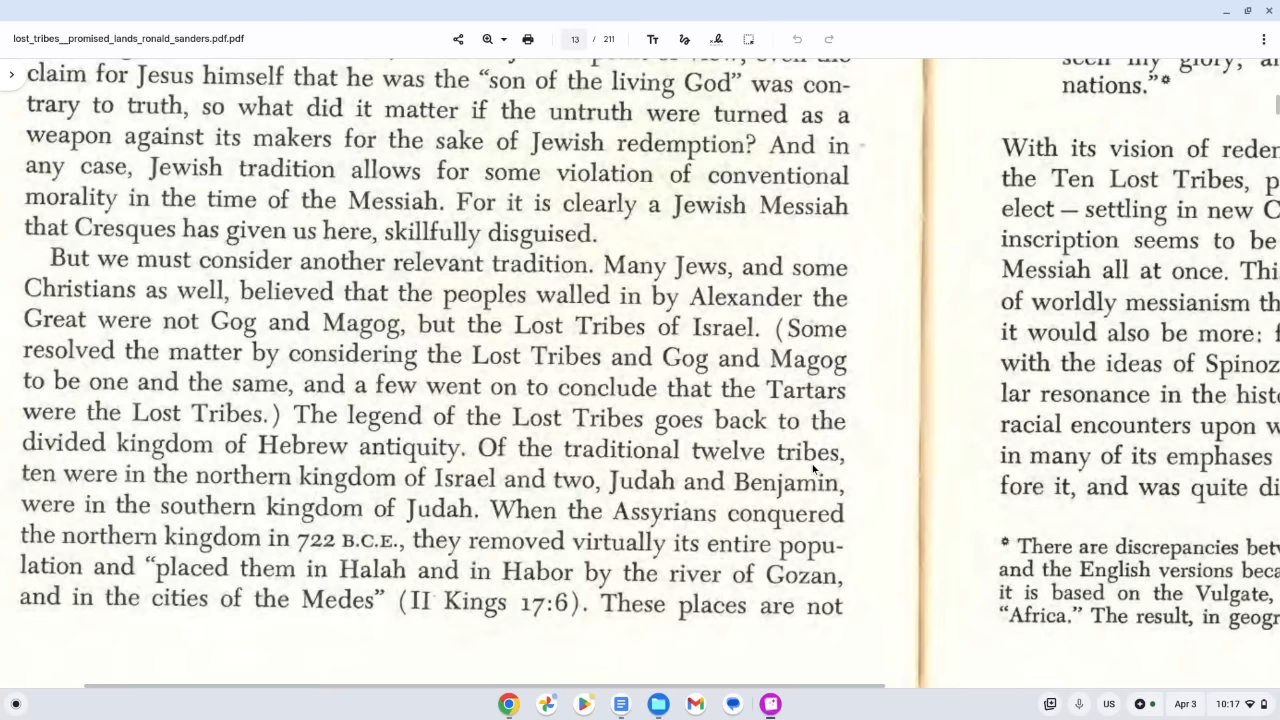 lost_tribes__promised_lands_ronald_sanders.pdf.pdf
13 / 211
claim for Jesus himself that he was the “son of the living God” was con-
trary to truth, so what did it matter if the untruth were turned as a
weapon against its makers for the sake of Jewish redemption? And in
any case, Jewish tradition allows for some violation of conventional
morality in the time of the Messiah. For it is clearly a Jewish Messiah
that Cresques has given us here, skillfully disguised.
But we must consider another relevant tradition. Many Jews, and some
Christians as well, believed that the peoples walled in by Alexander the
Great were not Gog and Magog, but the Lost Tribes of Israel. (Some
resolved the matter by considering the Lost Tribes and Gog and Magog
to be one and the same, and a few went on to conclude that the Tartars
were the Lost Tribes.) The legend of the Lost Tribes goes back to the
divided kingdom of Hebrew antiquity. Of the traditional twelve tribes,
ten were in the northern kingdom of Israel and two, Judah and Benjamin,
were in the southern kingdom of Judah. When the Assyrians conquered
the northern kingdom in 722 B.C.E., they removed virtually its entire popu-
lation and “placed them in Halah and in Habor by the river of Gozan,
and in the cities of the Medes” (II Kings 17:6). These places are not
seen my glory, a
nations.”*
With its vision of rede
the Ten Lost Tribes, p
elect — settling in new C
inscription seems to be
Messiah all at once. Thi
of worldly messianism th
it would also be more:
with the ideas of Spinoz
lar resonance in the hist
racial encounters upon w
in many of its emphases
fore it, and was quite di
* There are discrepancies bet
and the English versions beca
it is based on the Vulgate,
“Africa.” The result, in geogr
US
Apr 3
10:17